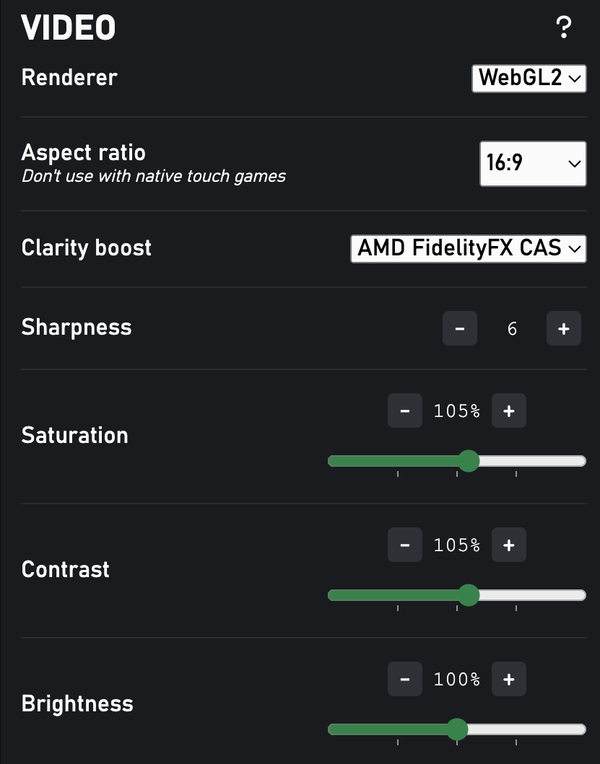 VIDEO ?
Renderer WebGL2
Aspect ratio 16:9
Don't use with native touch games
Clarity boost AMD FidelityFX CAS
Sharpness - 6 +
- 105% +
Saturation
- 105% +
Contrast
- 100% +
Brightness